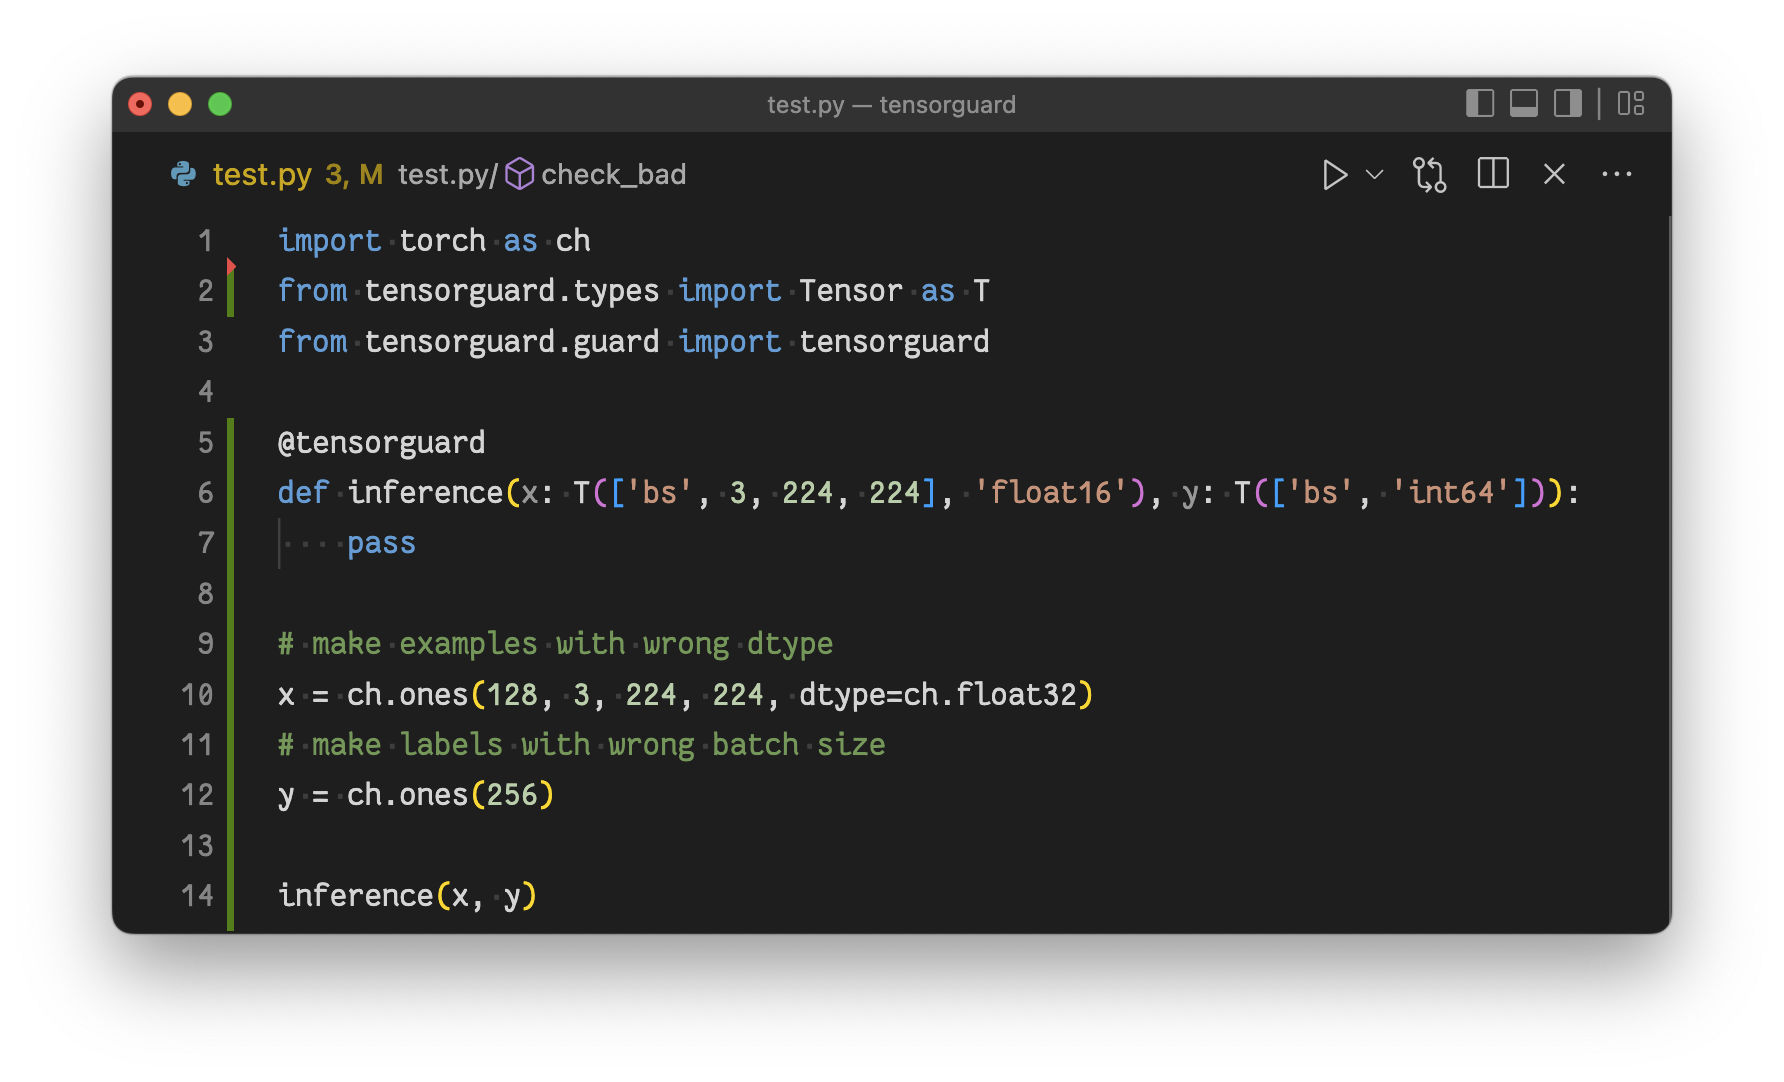 test.py — tensorguard
test.py 3, M test.py/ check_bad
1 import torch as ch
2 from tensorguard.types import Tensor as T
3 from tensorguard.guard import tensorguard
4
5 @tensorguard
6 def inference(x: T(['bs', 3, 224, 224], 'float16'), y: T(['bs', 'int64'])):
7     pass
8
9 # make examples with wrong dtype
10 x = ch.ones(128, 3, 224, 224, dtype=ch.float32)
11 # make labels with wrong batch size
12 y = ch.ones(256)
13
14 inference(x, y)